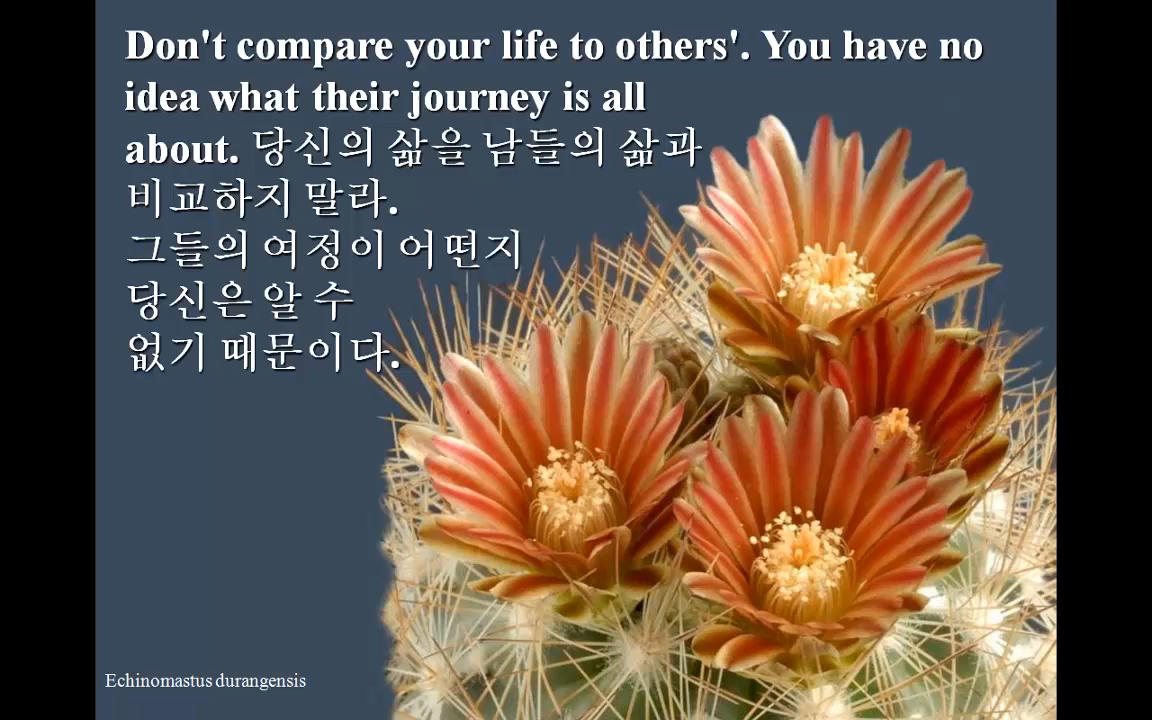 Don't compare your life to others'. You have no
idea what their journey is all
about. 당신의 삶을 남들의 삶과
비교하지 말라.
그들의 여정이 어떤지
당신은 알 수
없기 때문이다.
Echinomastus durangensis